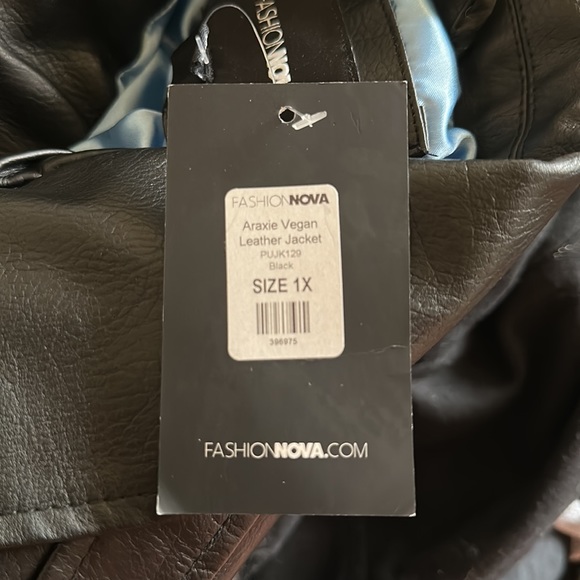 FASHIONNOVA
FASHIONNOVA
Araxie Vegan
Leather Jacket
PUJK129
Black
SIZE 1X
396975
FASHIONNOVA.COM